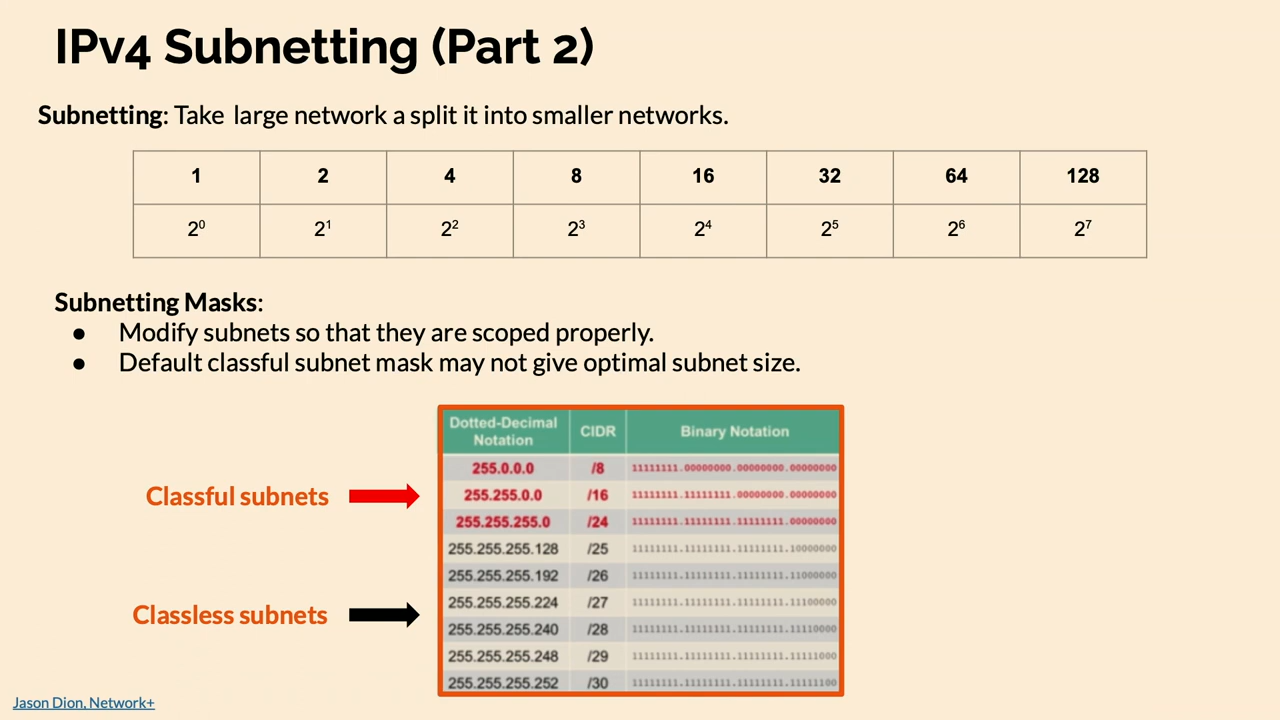 IPv4 Subnetting (Part 2)
Subnetting: Take large network a split it into smaller networks.
1 2 4 8 16 32 64 128
2⁰ 2¹ 2² 2³ 2⁴ 2⁵ 2⁶ 2⁷
Subnetting Masks:
● Modify subnets so that they are scoped properly.
● Default classful subnet mask may not give optimal subnet size.
Dotted-Decimal
Notation
CIDR
Binary Notation
255.0.0.0 /8 11111111.00000000.00000000.00000000
255.255.0.0 /16 11111111.11111111.00000000.00000000
255.255.255.0 /24 11111111.11111111.11111111.00000000
255.255.255.128 /25 11111111.11111111.11111111.10000000
255.255.255.192 /26 11111111.11111111.11111111.11000000
255.255.255.224 /27 11111111.11111111.11111111.11100000
255.255.255.240 /28 11111111.11111111.11111111.11110000
255.255.255.248 /29 11111111.11111111.11111111.11111000
255.255.255.252 /30 11111111.11111111.11111111.11111100
Classful subnets
Classless subnets
Jason Dion, Network+